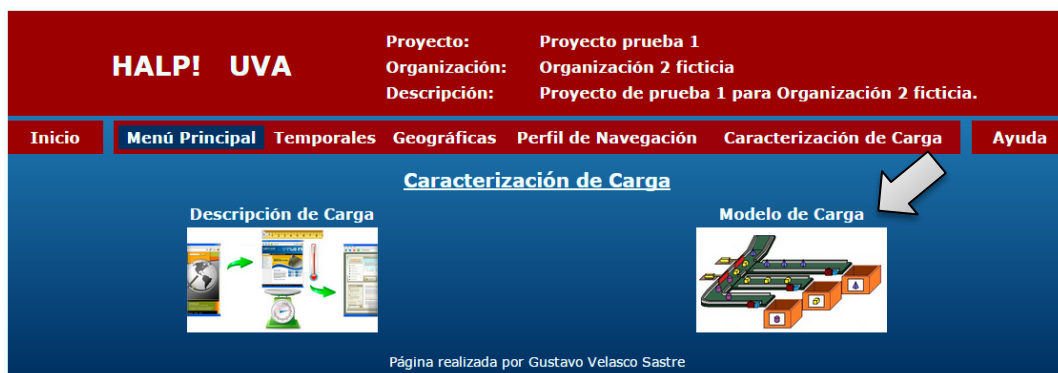 HALP! UVA
Proyecto: Proyecto prueba 1
Organización: Organización 2 ficticia
Descripción: Proyecto de prueba 1 para Organización 2 ficticia.
Inicio Menú Principal Temporales Geográficas Perfil de Navegación Caracterización de Carga Ayuda
Caracterización de Carga
Descripción de Carga Modelo de Carga
Página realizada por Gustavo Velasco Sastre